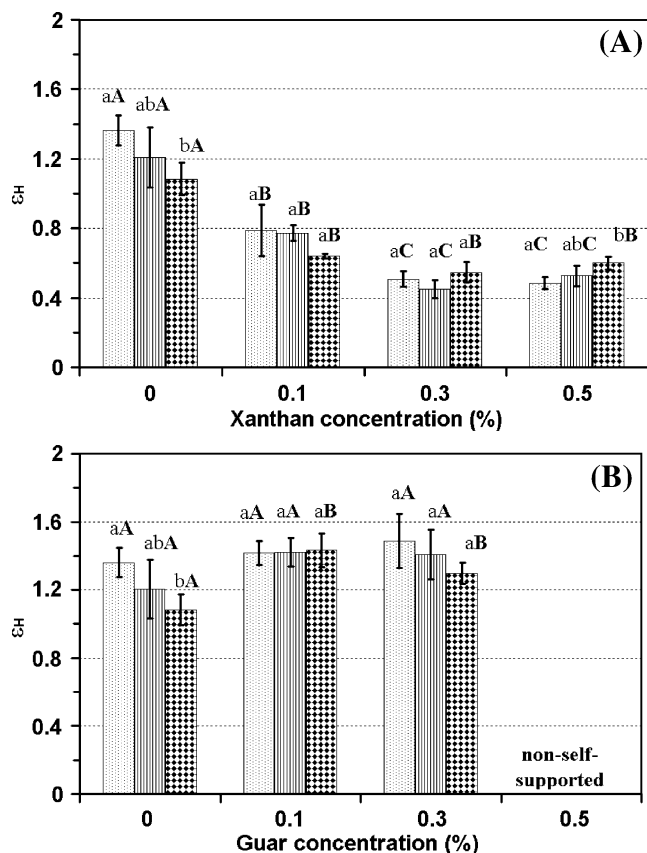 (A)
2
1.6
1.2
0.8
0.4
0
εH
aA abA bA
aB aB aB
aC aC aB
aC abC bB
0 0.1 0.3 0.5
Xanthan concentration (%)
(B)
2
1.6
1.2
0.8
0.4
0
εH
aA abA bA
aA aA aB
aA aA aB
non-self-
supported
0 0.1 0.3 0.5
Guar concentration (%)